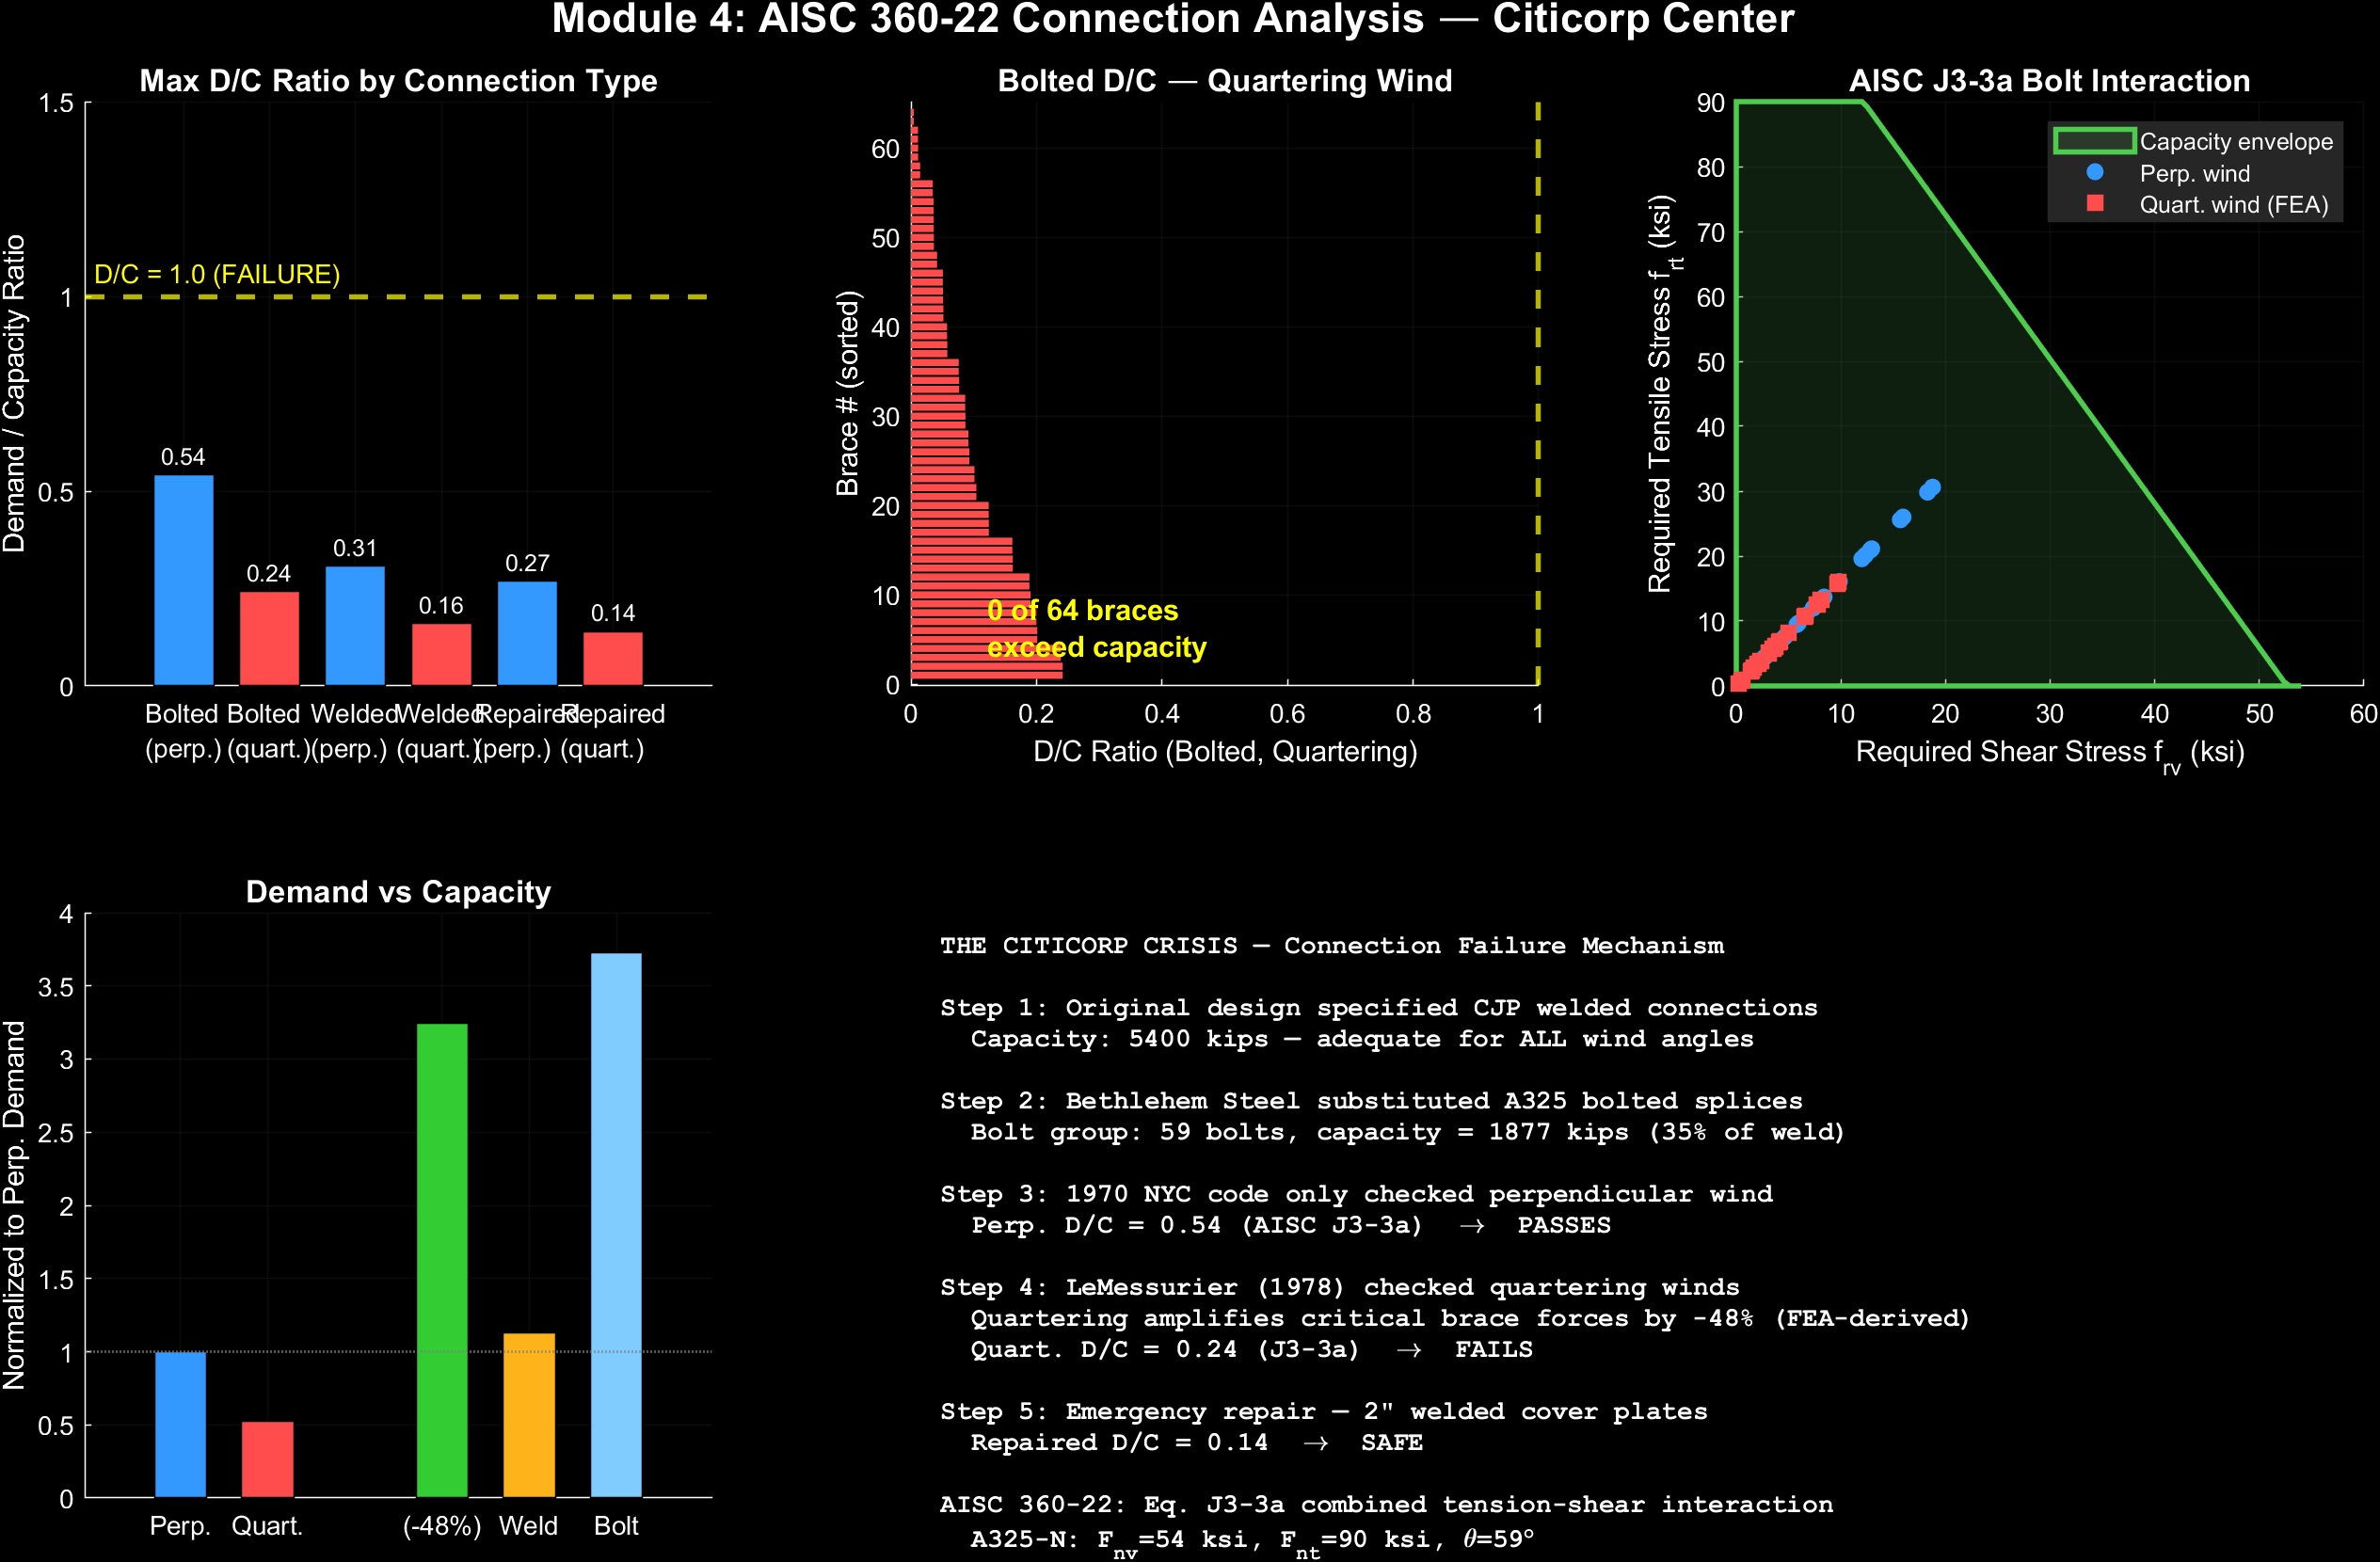 Module 4: AISC 360-22 Connection Analysis — Citicorp Center
Max D/C Ratio by Connection Type
Demand / Capacity Ratio
1.5
1
0.5
0
D/C = 1.0 (FAILURE)
0.54
0.24
0.31
0.16
0.27
0.14
Bolted (perp.)
Bolted (quart.)
Welded (perp.)
Welded (quart.)
Repaired (perp.)
Repaired (quart.)
Bolted D/C — Quartering Wind
Brace # (sorted)
60
50
40
30
20
10
0
0 of 64 braces
exceed capacity
0 0.2 0.4 0.6 0.8 1
D/C Ratio (Bolted, Quartering)
AISC J3-3a Bolt Interaction
Required Tensile Stress f_rt (ksi)
90
80
70
60
50
40
30
20
10
0
Capacity envelope
Perp. wind
Quart. wind (FEA)
0 10 20 30 40 50 60
Required Shear Stress f_rv (ksi)
Demand vs Capacity
Normalized to Perp. Demand
4
3.5
3
2.5
2
1.5
1
0.5
0
Perp. Quart. (-48%) Weld Bolt
THE CITICORP CRISIS — Connection Failure Mechanism
Step 1: Original design specified CJP welded connections
Capacity: 5400 kips — adequate for ALL wind angles
Step 2: Bethlehem Steel substituted A325 bolted splices
Bolt group: 59 bolts, capacity = 1877 kips (35% of weld)
Step 3: 1970 NYC code only checked perpendicular wind
Perp. D/C = 0.54 (AISC J3-3a) → PASSES
Step 4: LeMessurier (1978) checked quartering winds
Quartering amplifies critical brace forces by -48% (FEA-derived)
Quart. D/C = 0.24 (J3-3a) → FAILS
Step 5: Emergency repair — 2" welded cover plates
Repaired D/C = 0.14 → SAFE
AISC 360-22: Eq. J3-3a combined tension-shear interaction
A325-N: F_nv=54 ksi, F_nt=90 ksi, θ=59°